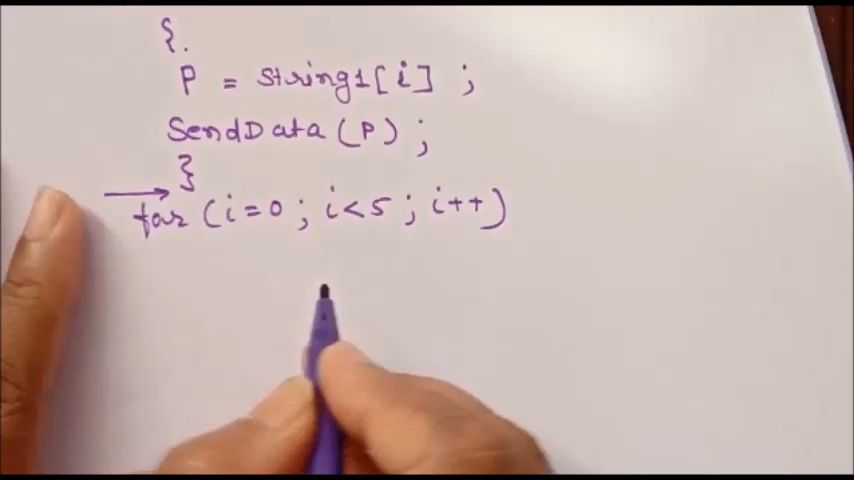 {.
P = String1[i] ;
SendData(P) ;
}
for (i=0 ; i<5 ; i++)